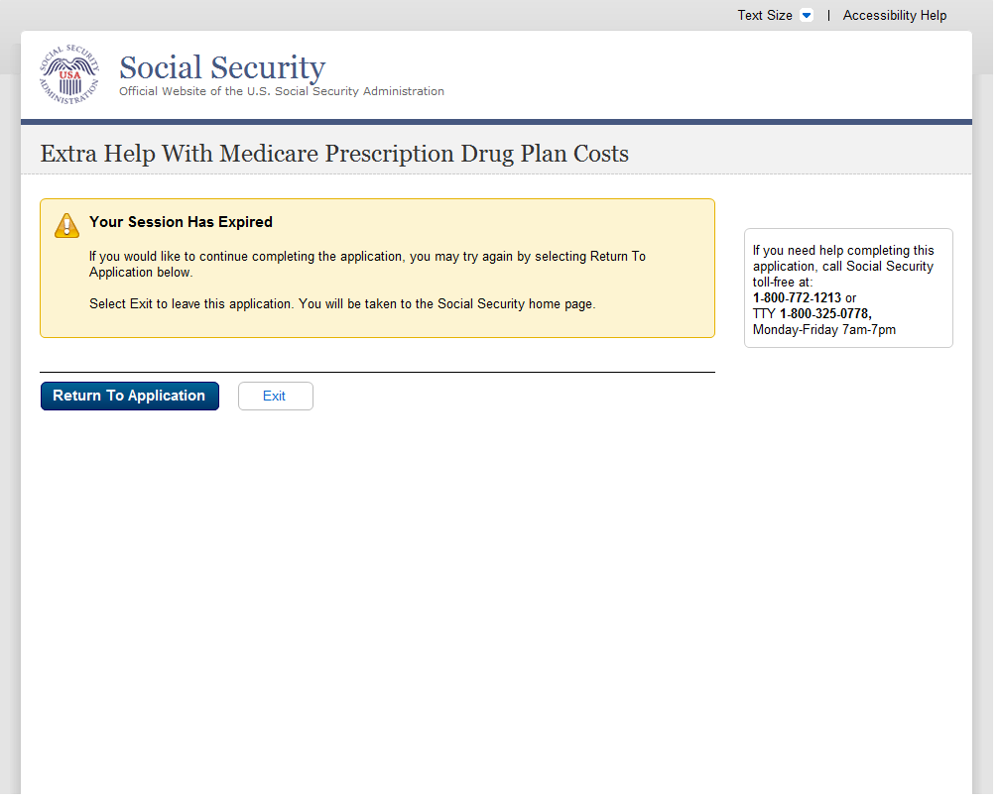 Text Size | Accessibility Help
SOCIAL SECURITY ADMINISTRATION
USA
Social Security
Official Website of the U.S. Social Security Administration
Extra Help With Medicare Prescription Drug Plan Costs
Your Session Has Expired
If you would like to continue completing the application, you may try again by selecting Return To
Application below.
Select Exit to leave this application. You will be taken to the Social Security home page.
If you need help completing this
application, call Social Security
toll-free at:
1-800-772-1213 or
TTY 1-800-325-0778,
Monday-Friday 7am-7pm
Return To Application
Exit